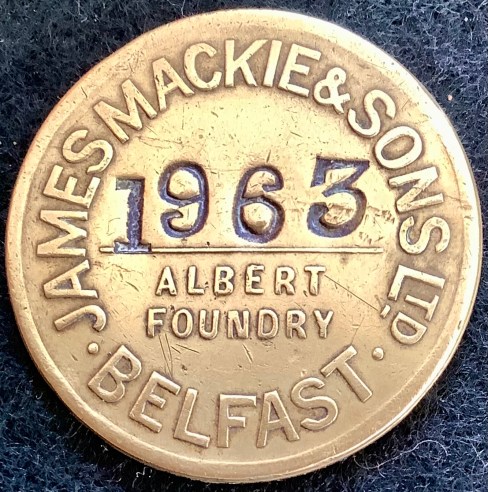 JAMES MACKIE & SONS LTD.
1963
ALBERT
FOUNDRY
· BELFAST ·